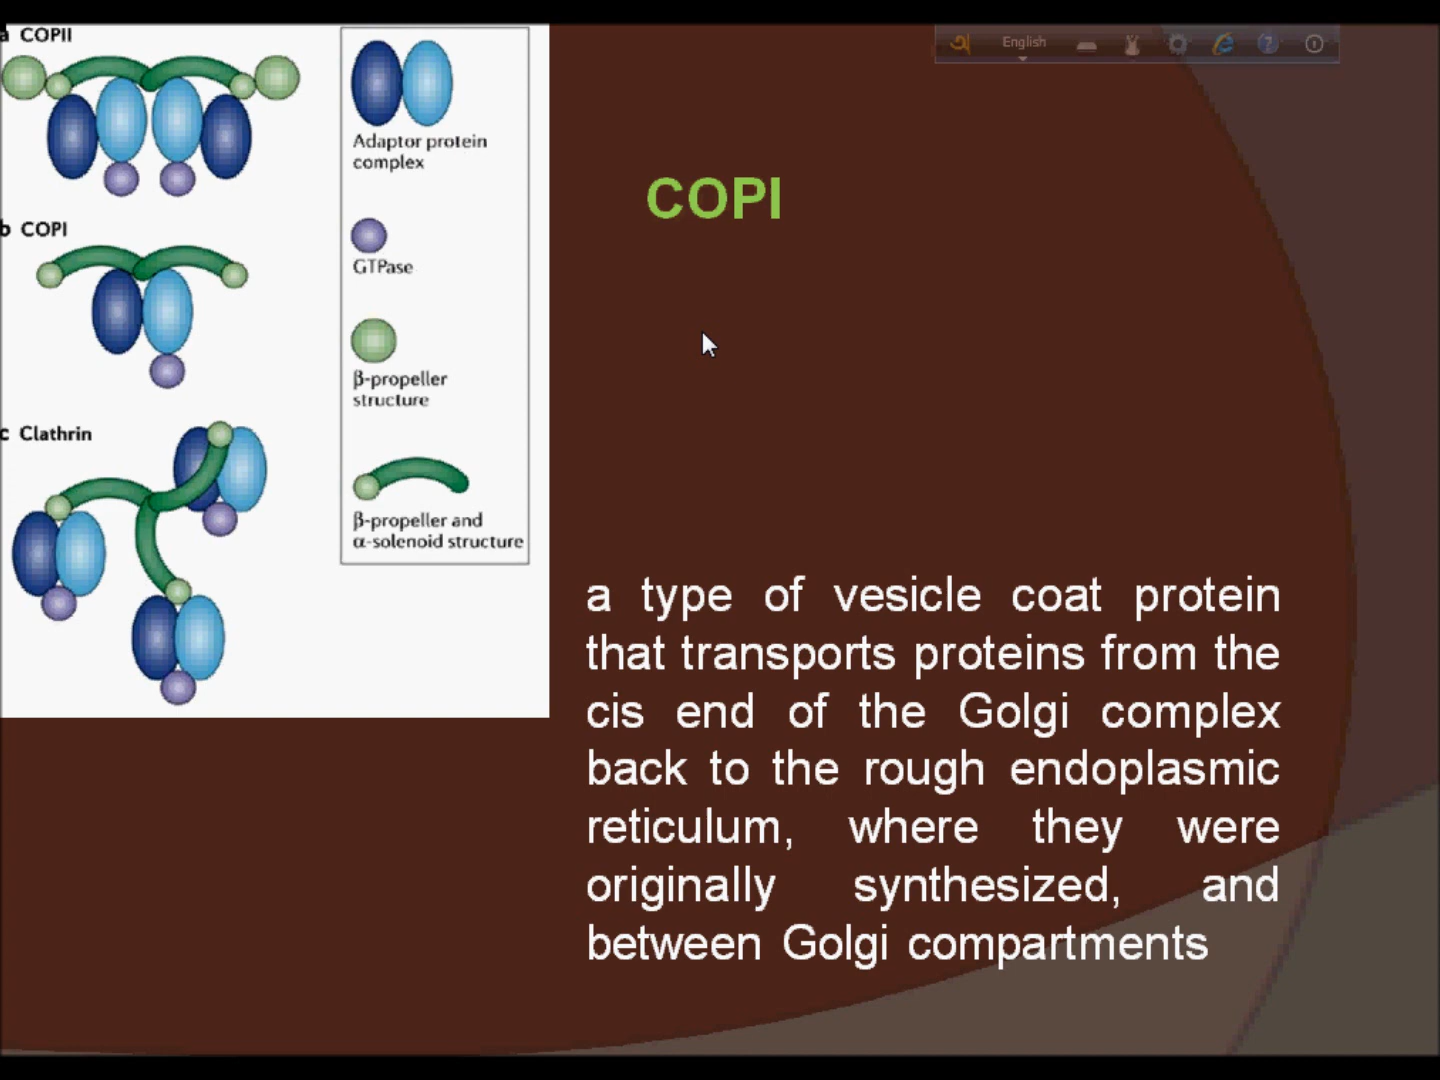 a COPII
b COPI
c Clathrin
Adaptor protein
complex
GTPase
β-propeller
structure
β-propeller and
α-solenoid structure
English
COPI
a type of vesicle coat protein
that transports proteins from the
cis end of the Golgi complex
back to the rough endoplasmic
reticulum, where they were
originally synthesized, and
between Golgi compartments